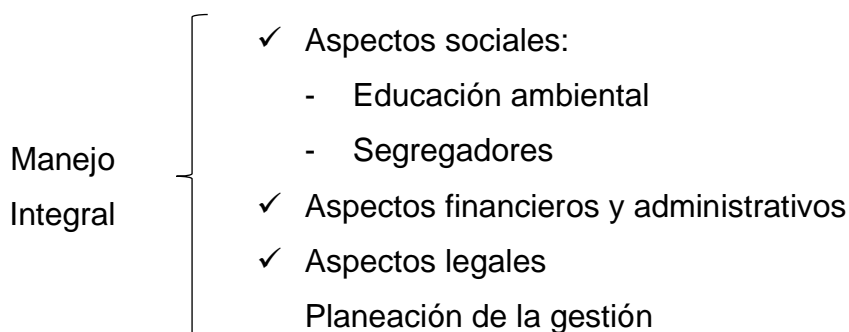 ✓ Aspectos sociales:
- Educación ambiental
- Segregadores
Manejo
Integral
✓ Aspectos financieros y administrativos
✓ Aspectos legales
Planeación de la gestión